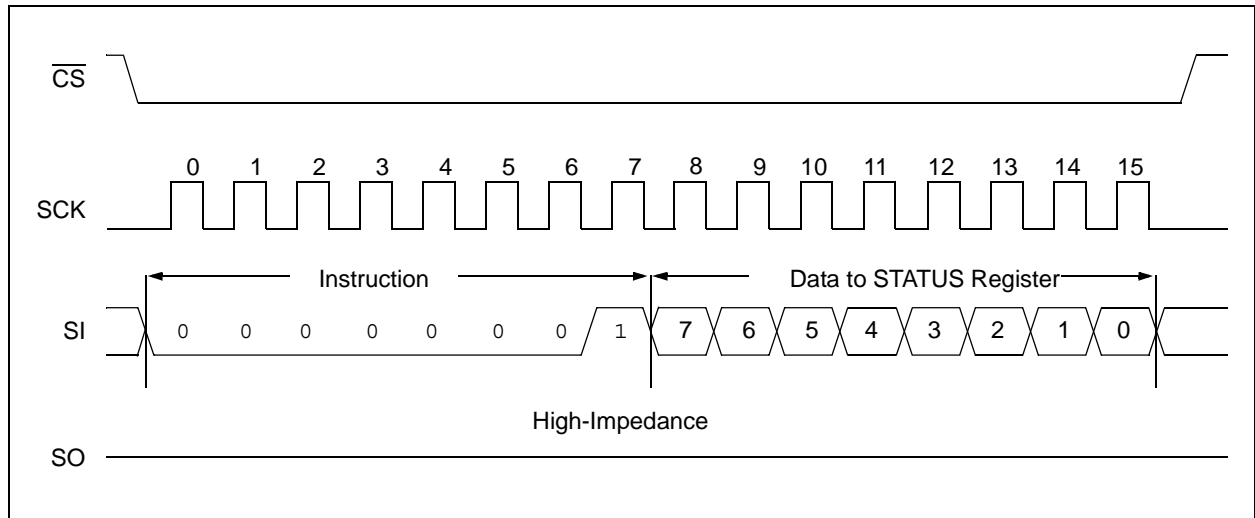 C̅S̅
0 1 2 3 4 5 6 7 8 9 10 11 12 13 14 15
SCK
Instruction Data to STATUS Register
SI 0 0 0 0 0 0 0 1 7 6 5 4 3 2 1 0
High-Impedance
SO